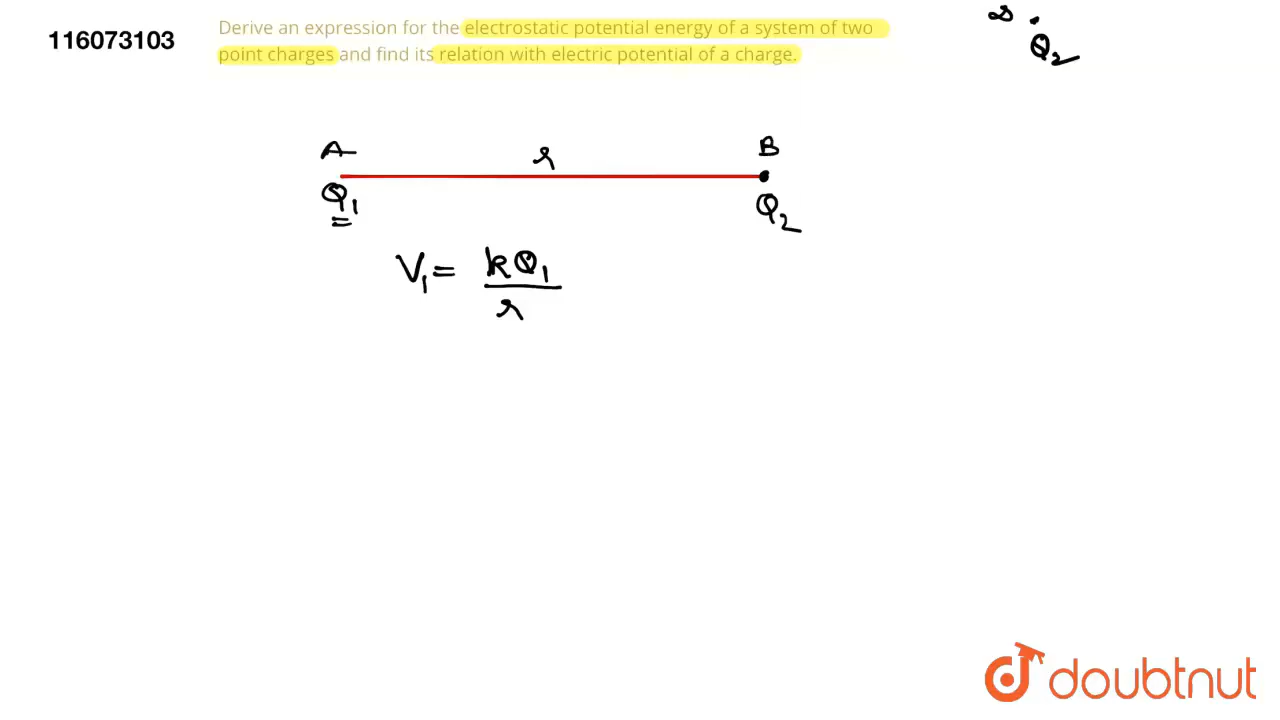 116073103
Derive an expression for the electrostatic potential energy of a system of two
point charges and find its relation with electric potential of a charge.
∞
Q2
A r B
Q1 Q2
V1 = kQ1
r
doubtnut